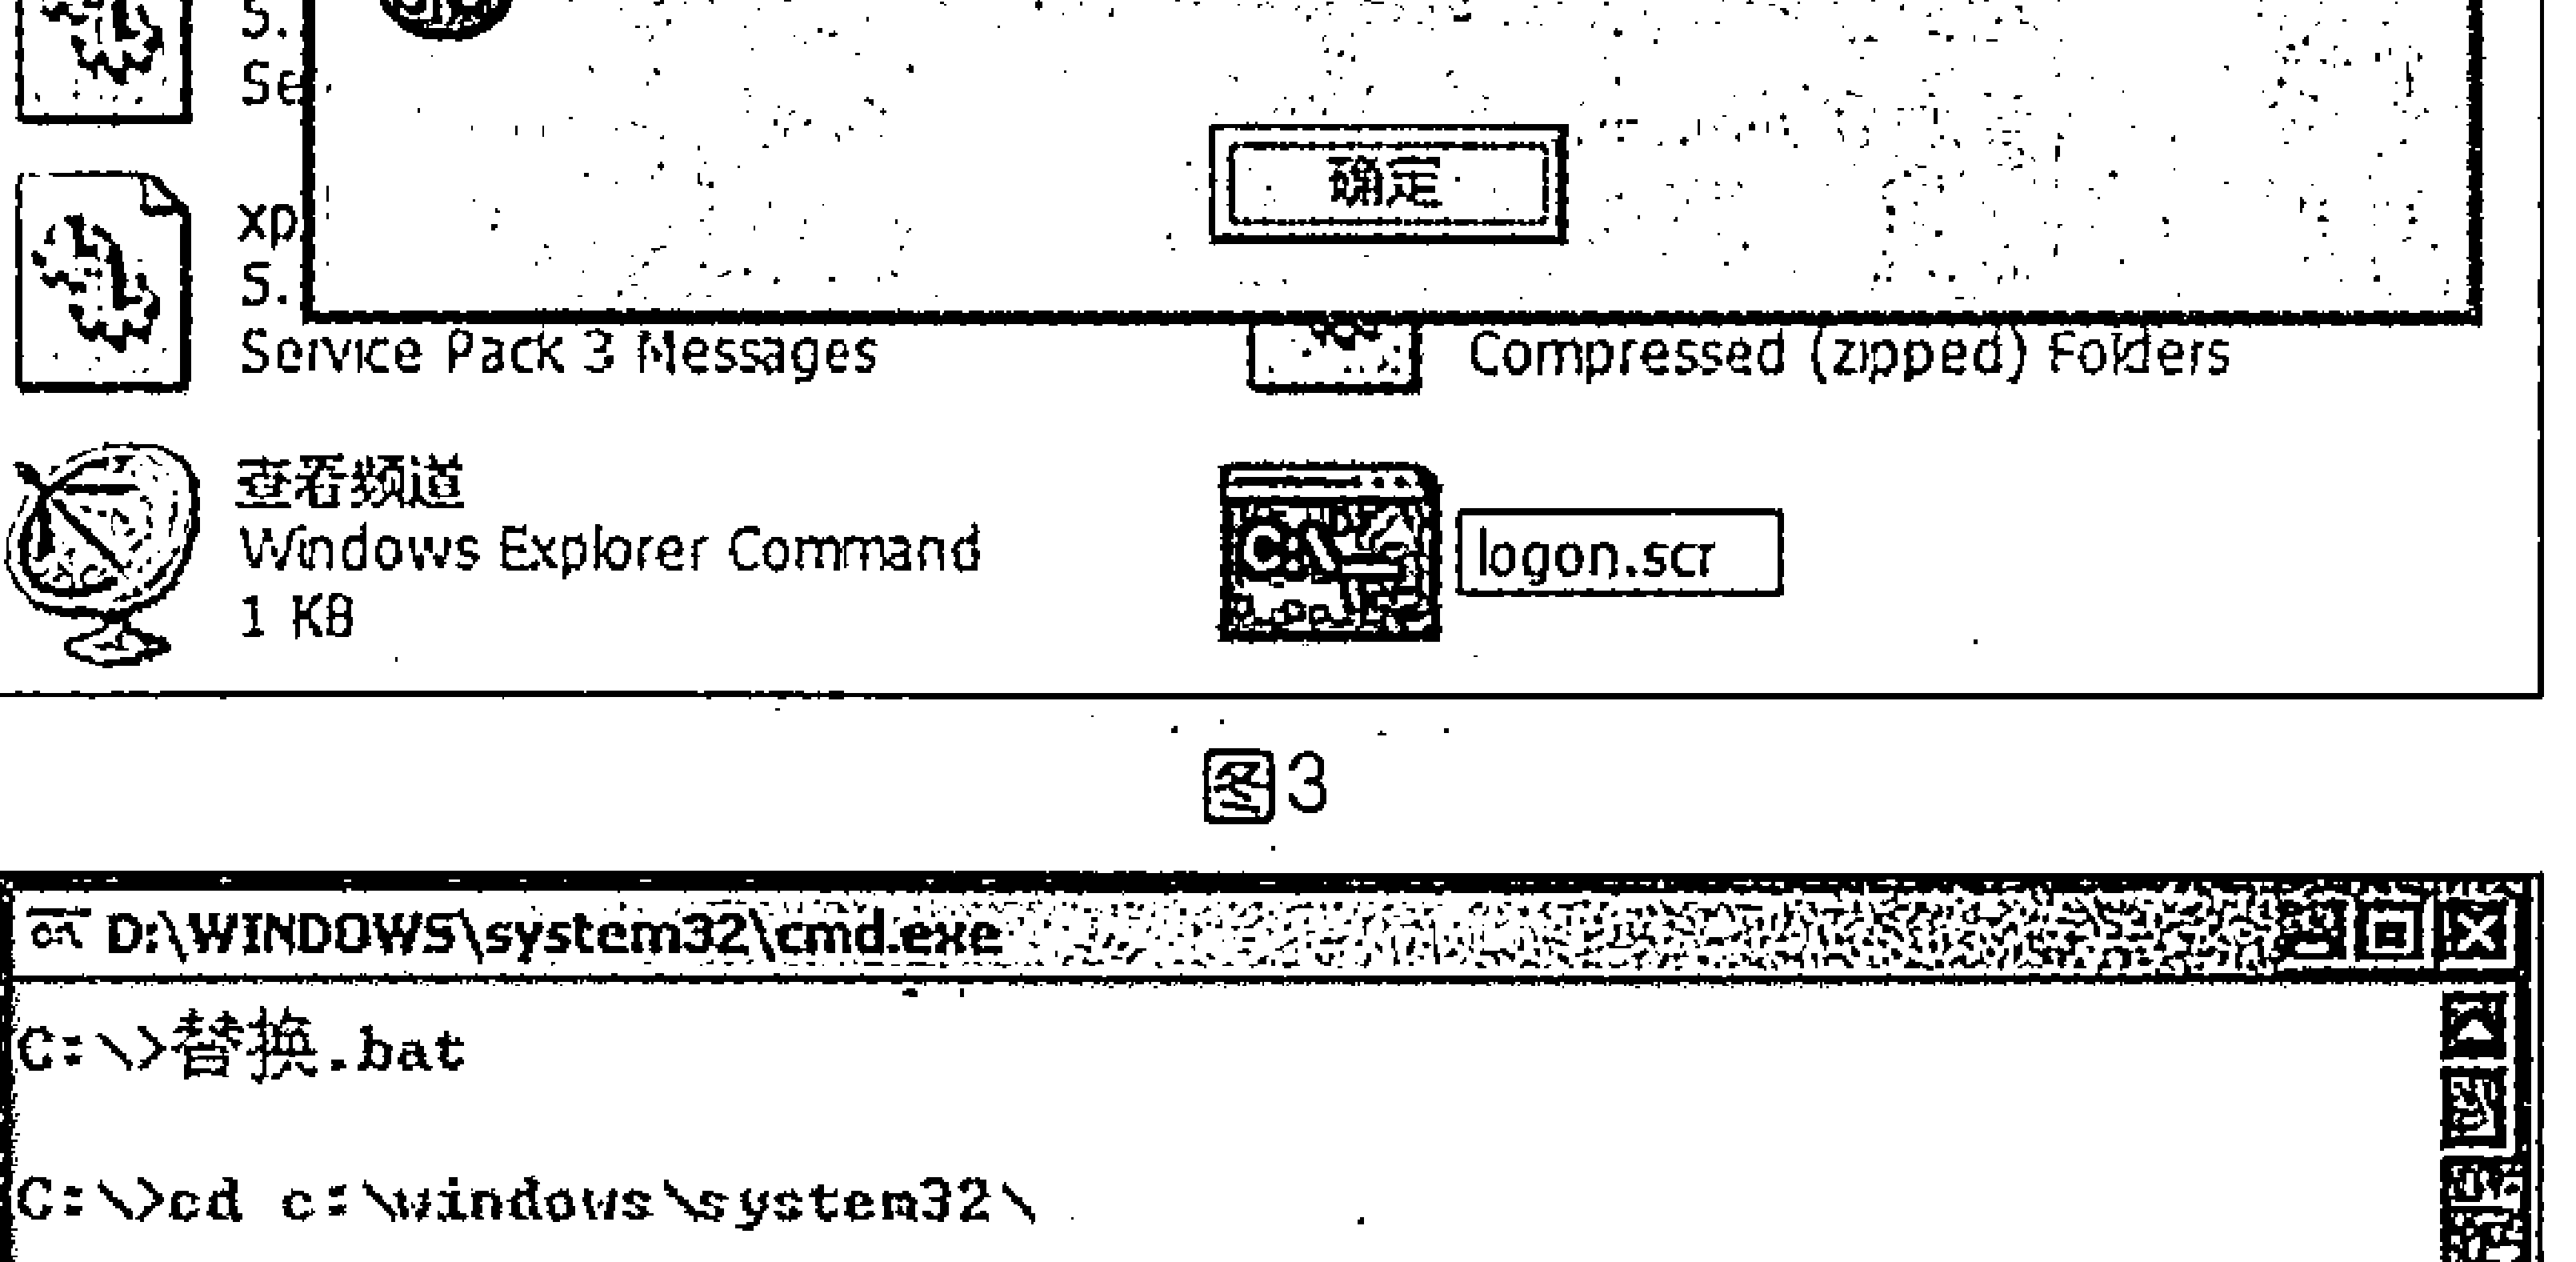 S.
Se
确定
xp
S.
Service Pack 3 Messages
Compressed (zipped) Folders
查看频道
Windows Explorer Command
1 KB
logon.scr
图3
D:\WINDOWS\system32\cmd.exe
C:\>替换.bat
C:\>cd c:\windows\system32\